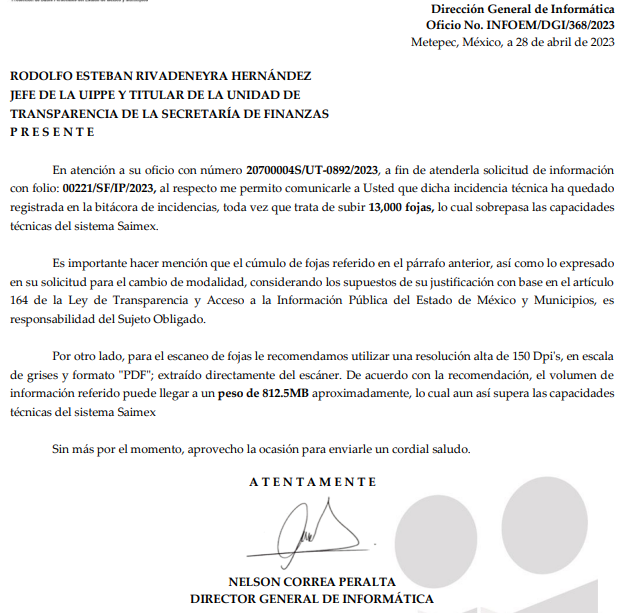 Dirección General de Informática
Oficio No. INFOEM/DGI/368/2023
Metepec, México, a 28 de abril de 2023
RODOLFO ESTEBAN RIVADENEYRA HERNÁNDEZ
JEFE DE LA UIPPE Y TITULAR DE LA UNIDAD DE
TRANSPARENCIA DE LA SECRETARÍA DE FINANZAS
P R E S E N T E
En atención a su oficio con número 20700004S/UT-0892/2023, a fin de atenderla solicitud de información
con folio: 00221/SF/IP/2023, al respecto me permito comunicarle a Usted que dicha incidencia técnica ha quedado
registrada en la bitácora de incidencias, toda vez que trata de subir 13,000 fojas, lo cual sobrepasa las capacidades
técnicas del sistema Saimex.
Es importante hacer mención que el cúmulo de fojas referido en el párrafo anterior, así como lo expresado
en su solicitud para el cambio de modalidad, considerando los supuestos de su justificación con base en el artículo
164 de la Ley de Transparencia y Acceso a la Información Pública del Estado de México y Municipios, es
responsabilidad del Sujeto Obligado.
Por otro lado, para el escaneo de fojas le recomendamos utilizar una resolución alta de 150 Dpi's, en escala
de grises y formato "PDF"; extraído directamente del escáner. De acuerdo con la recomendación, el volumen de
información referido puede llegar a un peso de 812.5MB aproximadamente, lo cual aun así supera las capacidades
técnicas del sistema Saimex
Sin más por el momento, aprovecho la ocasión para enviarle un cordial saludo.
A T E N T A M E N T E
NELSON CORREA PERALTA
DIRECTOR GENERAL DE INFORMÁTICA